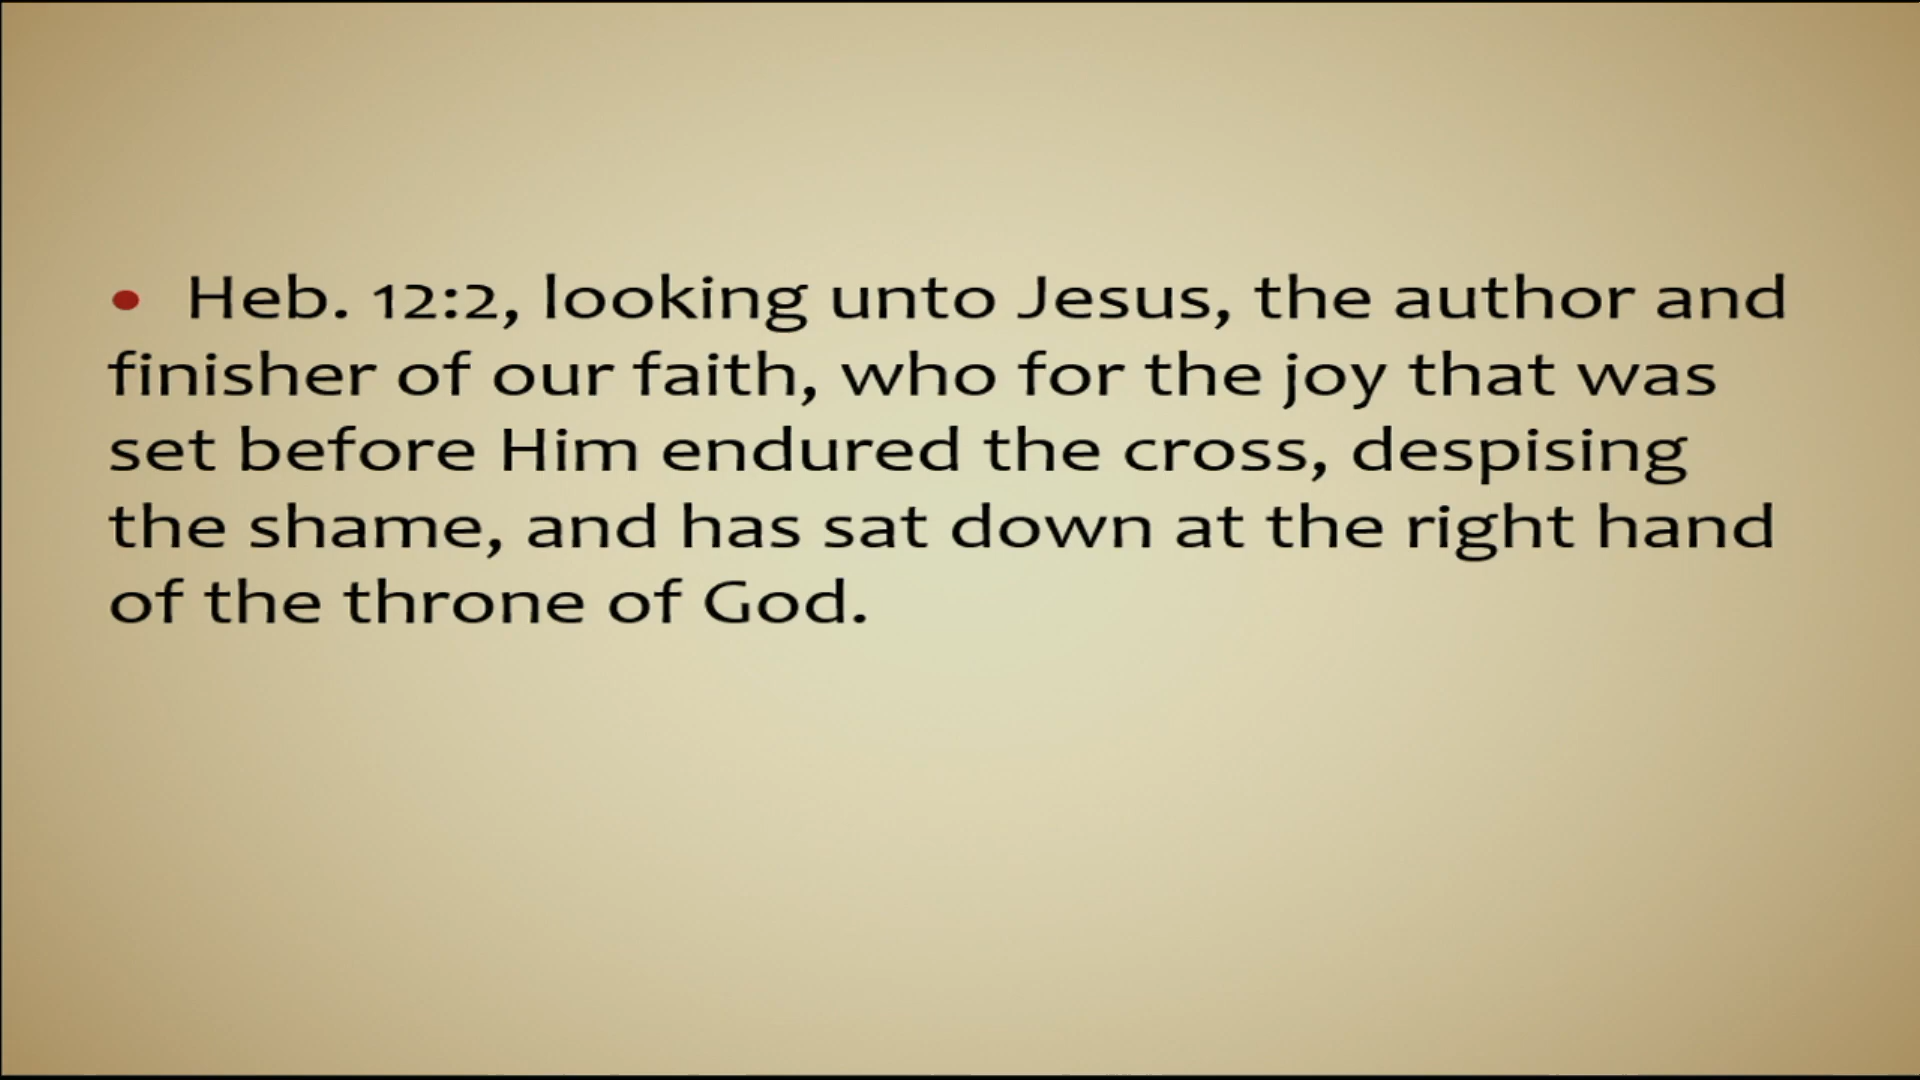 • Heb. 12:2, looking unto Jesus, the author and
finisher of our faith, who for the joy that was
set before Him endured the cross, despising
the shame, and has sat down at the right hand
of the throne of God.